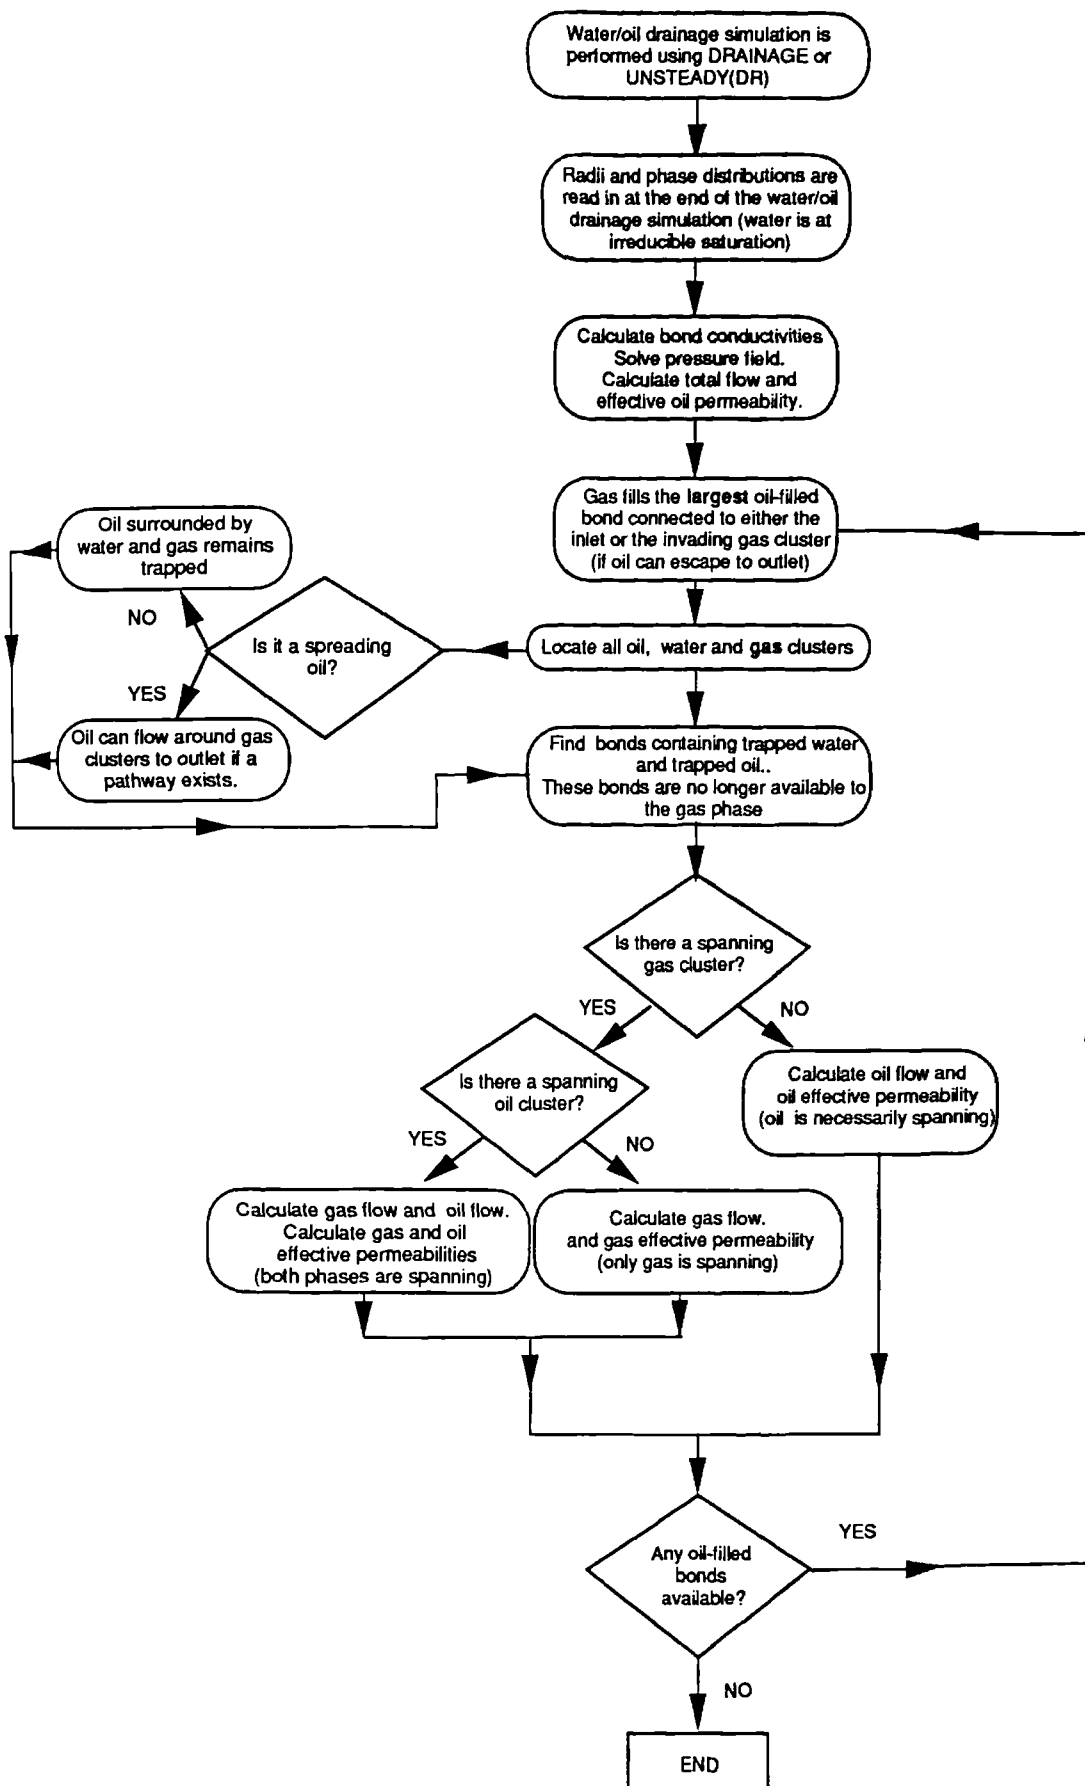 Water/oil drainage simulation is
performed using DRAINAGE or
UNSTEADY(DR)
Radii and phase distributions are
read in at the end of the water/oil
drainage simulation (water is at
irreducible saturation)
Calculate bond conductivities
Solve pressure field.
Calculate total flow and
effective oil permeability.
Gas fills the largest oil-filled
bond connected to either the
inlet or the invading gas cluster
(if oil can escape to outlet)
Oil surrounded by
water and gas remains
trapped
NO
Is it a spreading
oil?
Locate all oil, water and gas clusters
YES
Oil can flow around gas
clusters to outlet if a
pathway exists.
Find bonds containing trapped water
and trapped oil..
These bonds are no longer available to
the gas phase
Is there a spanning
gas cluster?
YES
NO
Is there a spanning
oil cluster?
Calculate oil flow and
oil effective permeability
(oil is necessarily spanning)
YES
NO
Calculate gas flow and oil flow.
Calculate gas and oil
effective permeabilities
(both phases are spanning)
Calculate gas flow.
and gas effective permeability
(only gas is spanning)
Any oil-filled
bonds
available?
YES
NO
END